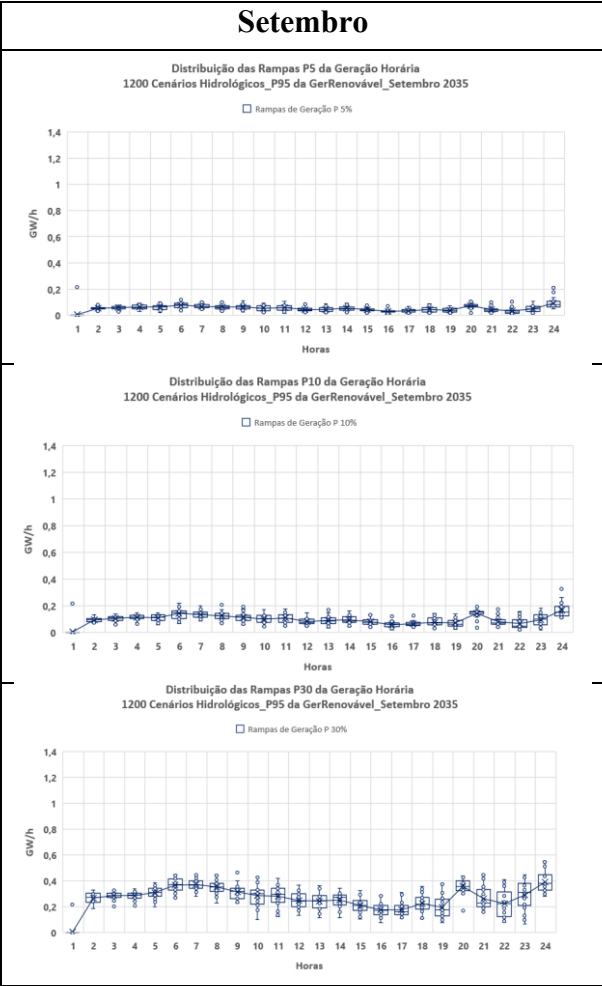 Setembro
Distribuição das Rampas P5 da Geração Horária
1200 Cenários Hidrológicos_P95 da GerRenovável_Setembro 2035
Rampas de Geração P 5%
1,4
1,2
1
0,8
0,6
0,4
0,2
0
GW/h
1 2 3 4 5 6 7 8 9 10 11 12 13 14 15 16 17 18 19 20 21 22 23 24
Horas
Distribuição das Rampas P10 da Geração Horária
1200 Cenários Hidrológicos_P95 da GerRenovável_Setembro 2035
Rampas de Geração P 10%
1,4
1,2
1
0,8
0,6
0,4
0,2
0
GW/h
1 2 3 4 5 6 7 8 9 10 11 12 13 14 15 16 17 18 19 20 21 22 23 24
Horas
Distribuição das Rampas P30 da Geração Horária
1200 Cenários Hidrológicos_P95 da GerRenovável_Setembro 2035
Rampas de Geração P 30%
1,4
1,2
1
0,8
0,6
0,4
0,2
0
GW/h
1 2 3 4 5 6 7 8 9 10 11 12 13 14 15 16 17 18 19 20 21 22 23 24
Horas